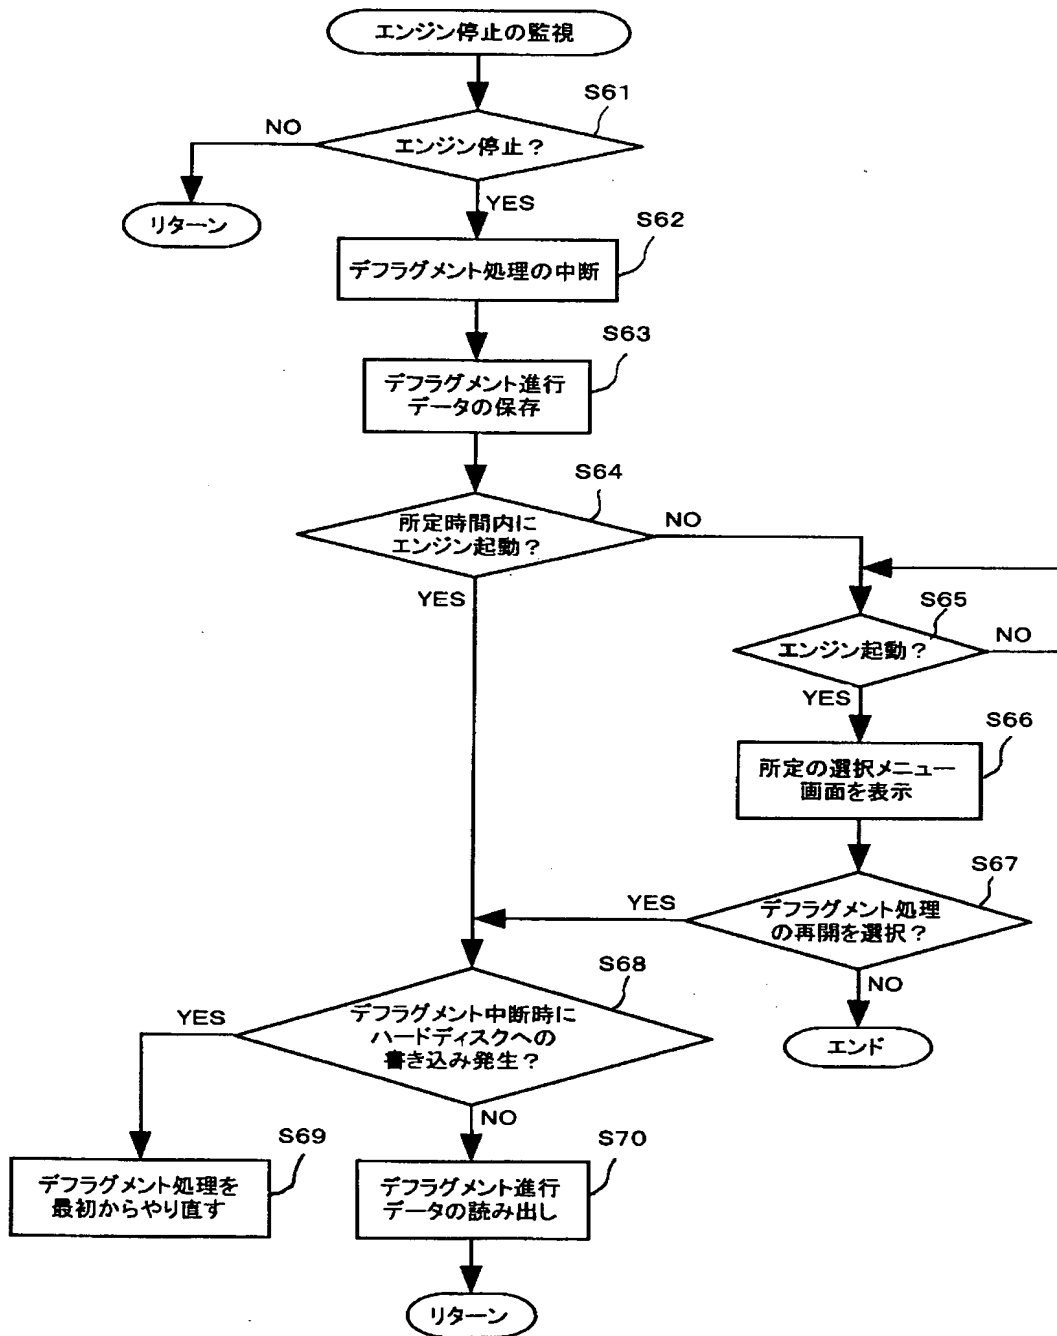 エンジン停止の監視
S61
NO
エンジン停止？
YES
リターン
S62
デフラグメント処理の中断
S63
デフラグメント進行
データの保存
S64
所定時間内に
エンジン起動？
NO
YES
S65
エンジン起動？
NO
YES
S66
所定の選択メニュー
画面を表示
S67
YES
デフラグメント処理
の再開を選択？
NO
エンド
S68
YES
デフラグメント中断時に
ハードディスクへの
書き込み発生？
NO
S69
デフラグメント処理を
最初からやり直す
S70
デフラグメント進行
データの読み出し
リターン